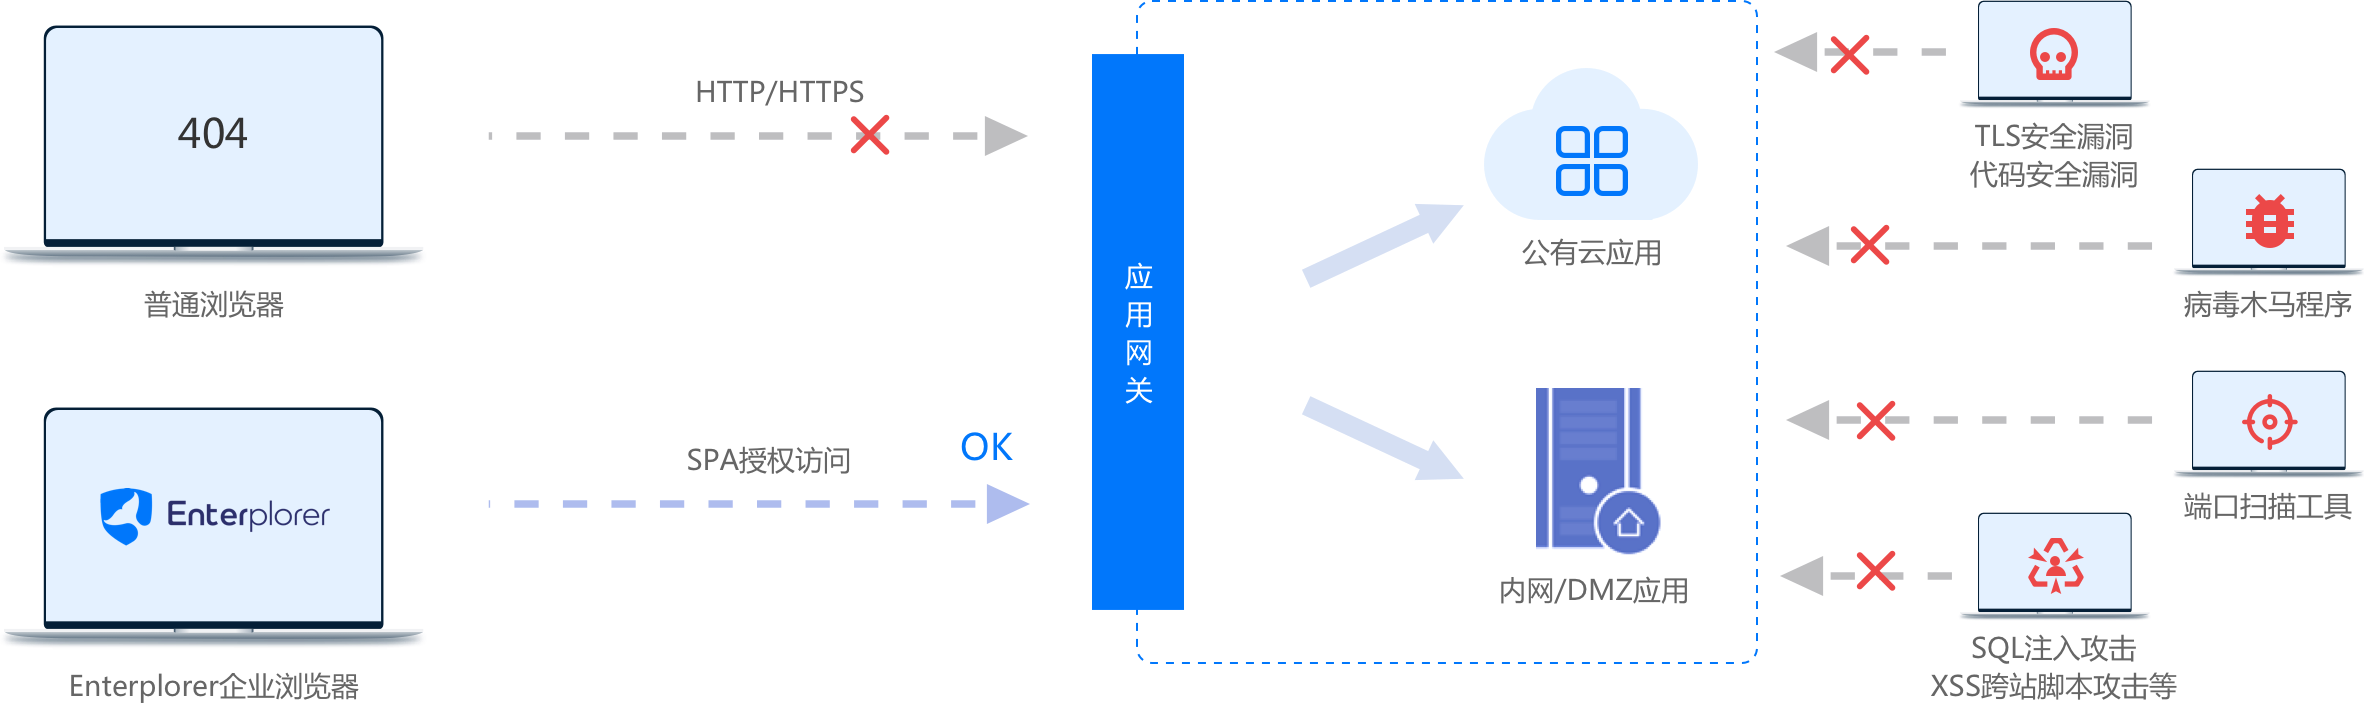 404
普通浏览器
HTTP/HTTPS
Enterplorer
Enterplorer企业浏览器
SPA授权访问
OK
应用网关
公有云应用
内网/DMZ应用
TLS安全漏洞
代码安全漏洞
病毒木马程序
端口扫描工具
SQL注入攻击
XSS跨站脚本攻击等